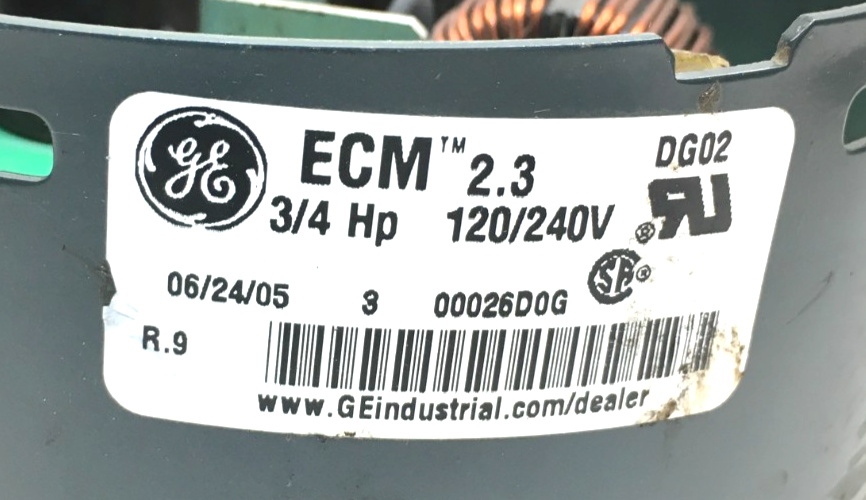 GE ECM™ 2.3 DG02
3/4 Hp 120/240V
06/24/05 3 00026D0G
R.9
www.GEindustrial.com/dealer